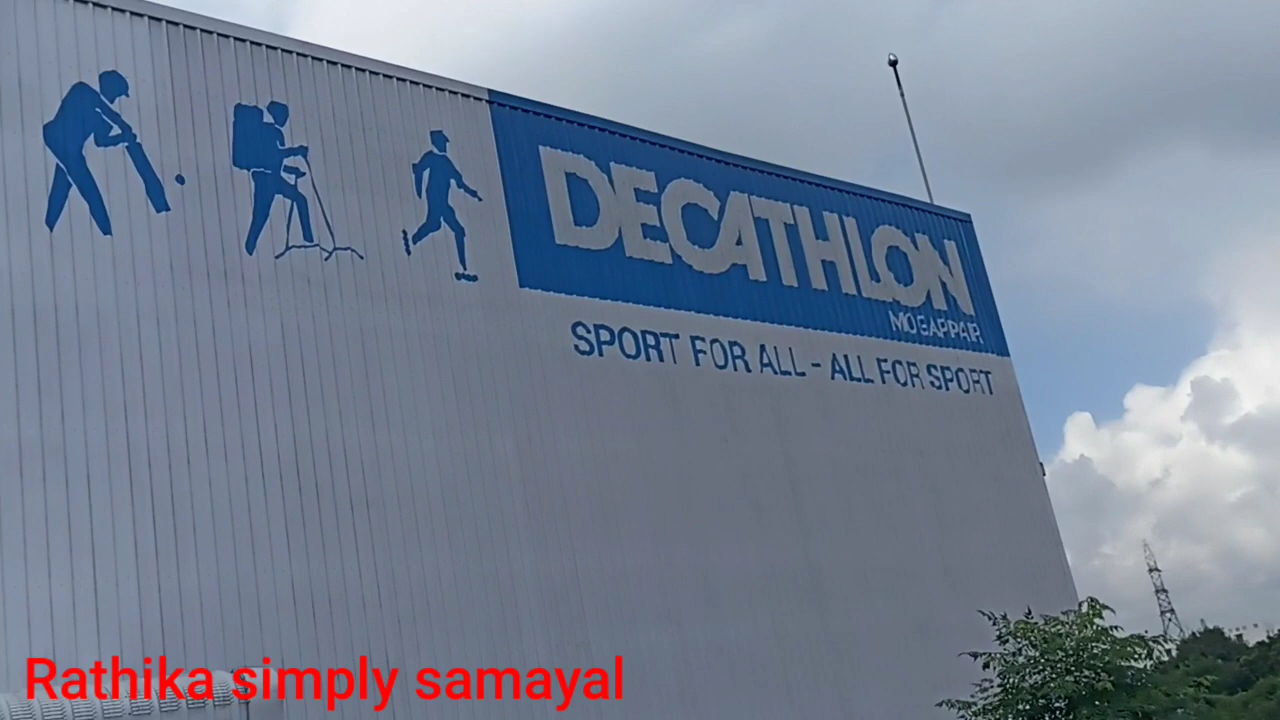 DECATHLON
MOGAPPAIR
SPORT FOR ALL - ALL FOR SPORT
Rathika simply samayal